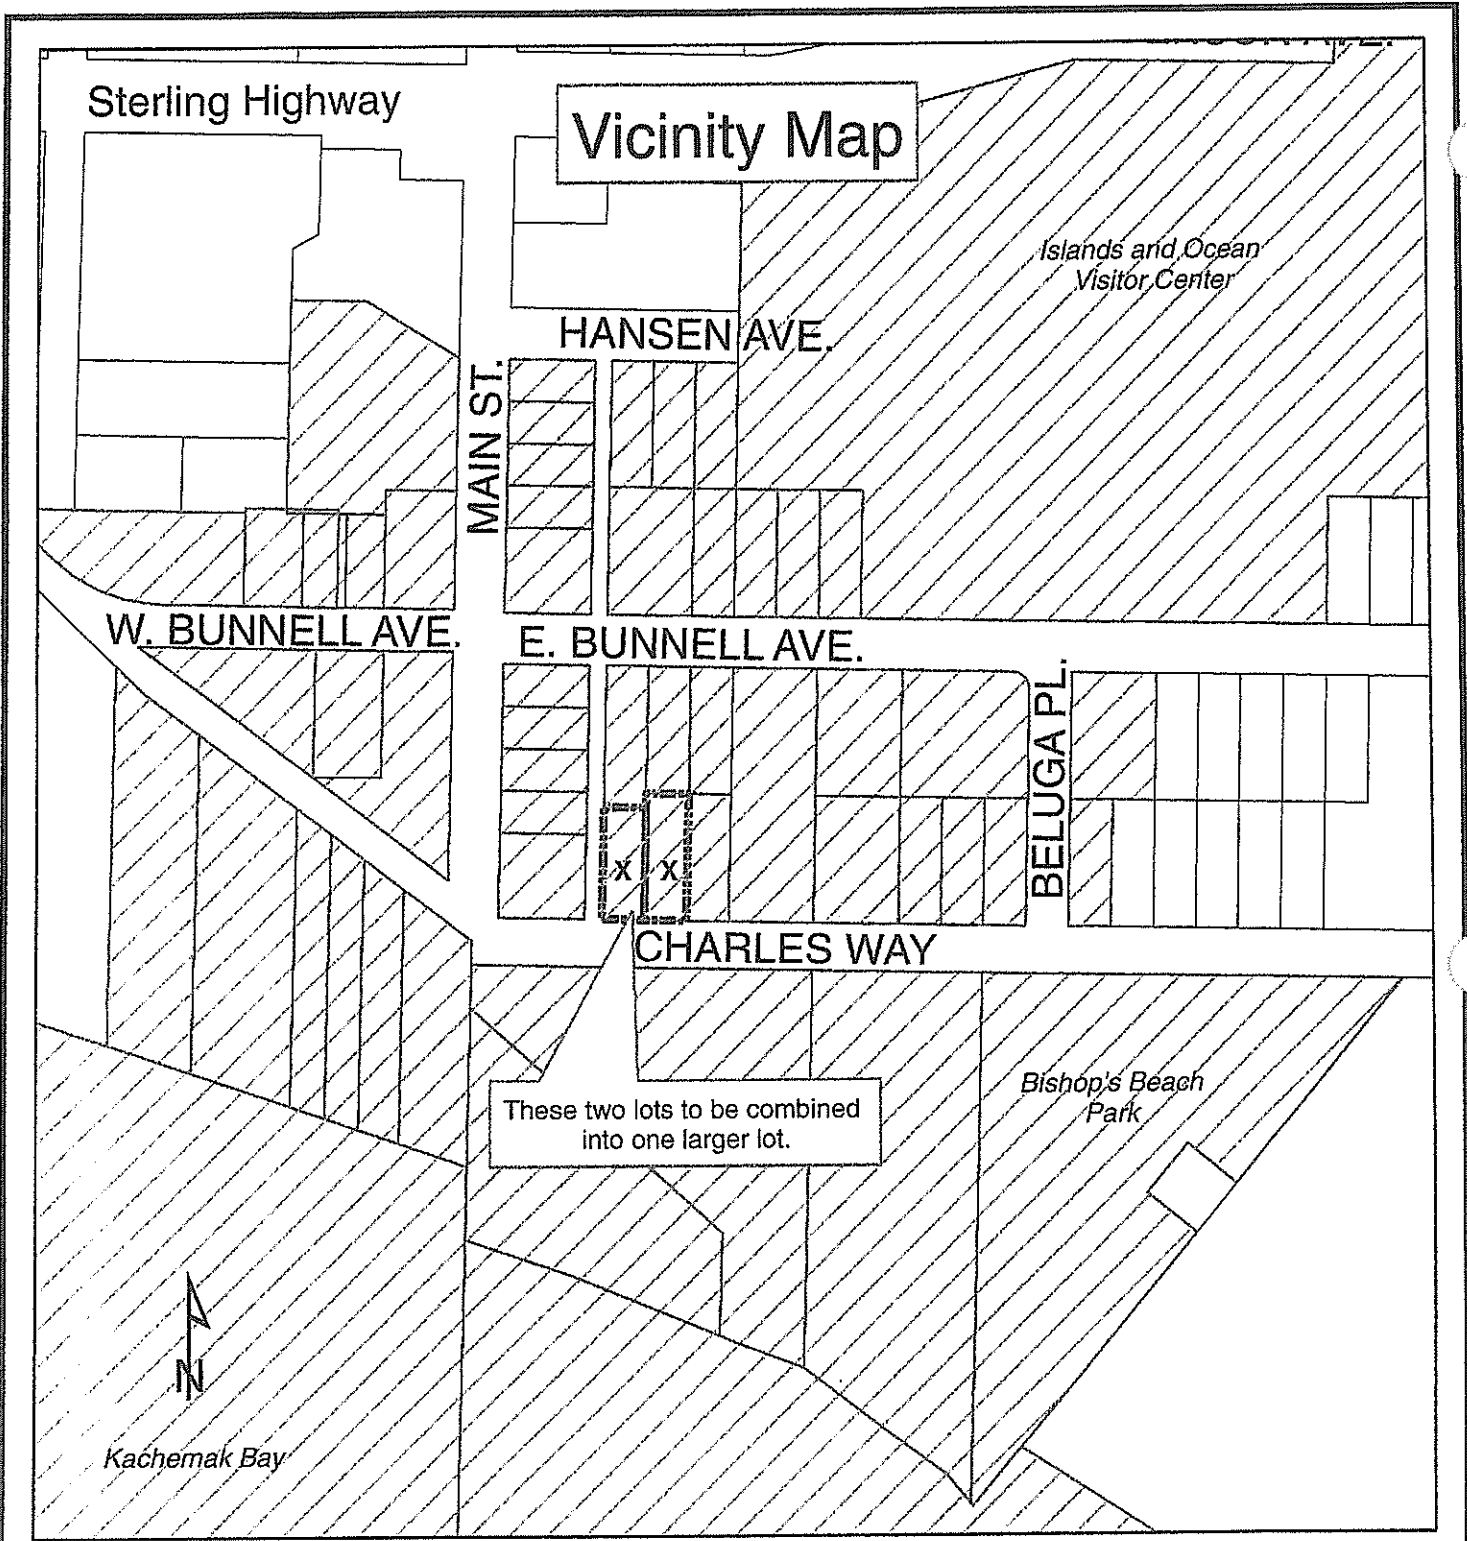 Sterling Highway
Vicinity Map
Islands and Ocean
Visitor Center
HANSEN AVE.
MAIN ST.
W. BUNNELL AVE.
E. BUNNELL AVE.
BELUGA PL.
X
X
CHARLES WAY
These two lots to be combined
into one larger lot.
Bishop's Beach
Park
N
Kachemak Bay